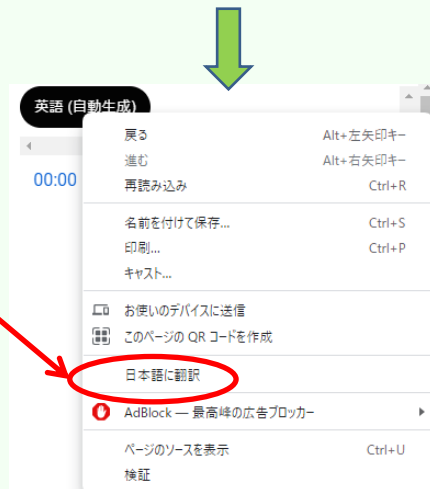 英語 (自動生成)
00:00
戻る Alt+左矢印キー
進む Alt+右矢印キー
再読み込み Ctrl+R
名前を付けて保存... Ctrl+S
印刷... Ctrl+P
キャスト...
お使いのデバイスに送信
このページの QR コードを作成
日本語に翻訳
AdBlock — 最高峰の広告ブロッカー
ページのソースを表示 Ctrl+U
検証